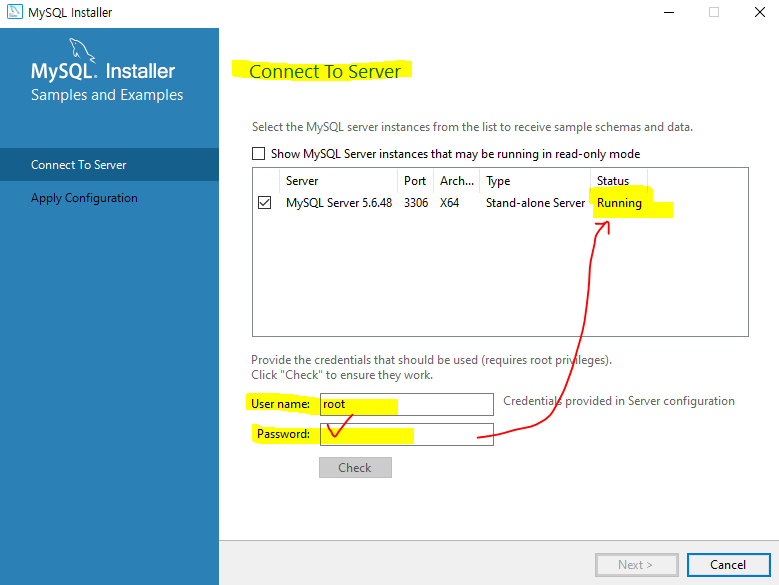 MySQL Installer
MySQL. Installer
Samples and Examples
Connect To Server
Apply Configuration
Connect To Server
Select the MySQL server instances from the list to receive sample schemas and data.
Show MySQL Server instances that may be running in read-only mode
Server Port Arch... Type Status
MySQL Server 5.6.48 3306 X64 Stand-alone Server Running
Provide the credentials that should be used (requires root privileges).
Click "Check" to ensure they work.
User name: root Credentials provided in Server configuration
Password:
Check
Next > Cancel